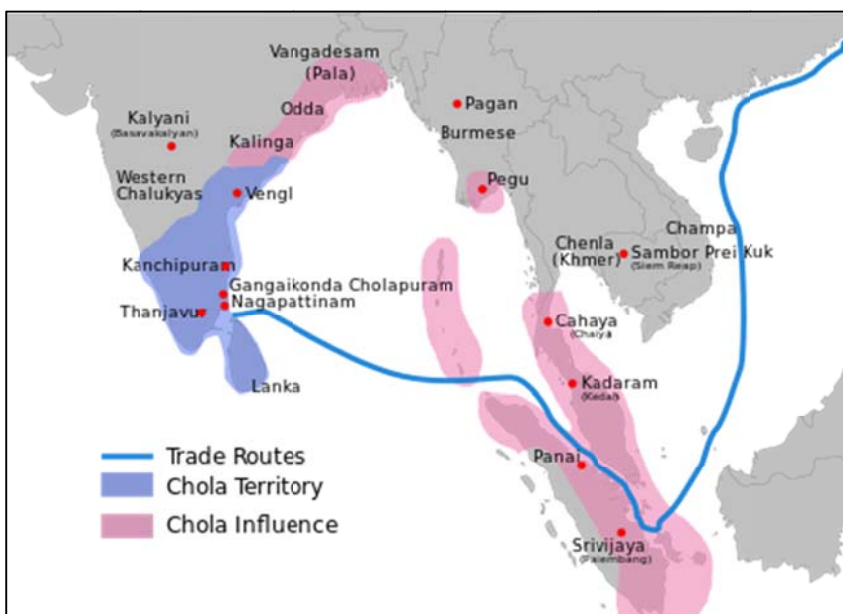 Vangadesam
(Pala)
Kalyani
(Basavakalyan)
Odda
Pagan
Burmese
Kalinga
Western
Chalukyas
Vengl
Pegu
Champa
Chenla
(Khmer)
Sambor Prei Kuk
(Siem Reap)
Kanchipuram
Gangaikonda Cholapuram
Nagapattinam
Thanjavur
Cahaya
(Chaiya)
Lanka
Kadaram
(Kedah)
Trade Routes
Panai
Chola Territory
Chola Influence
Srivijaya
(Palembang)